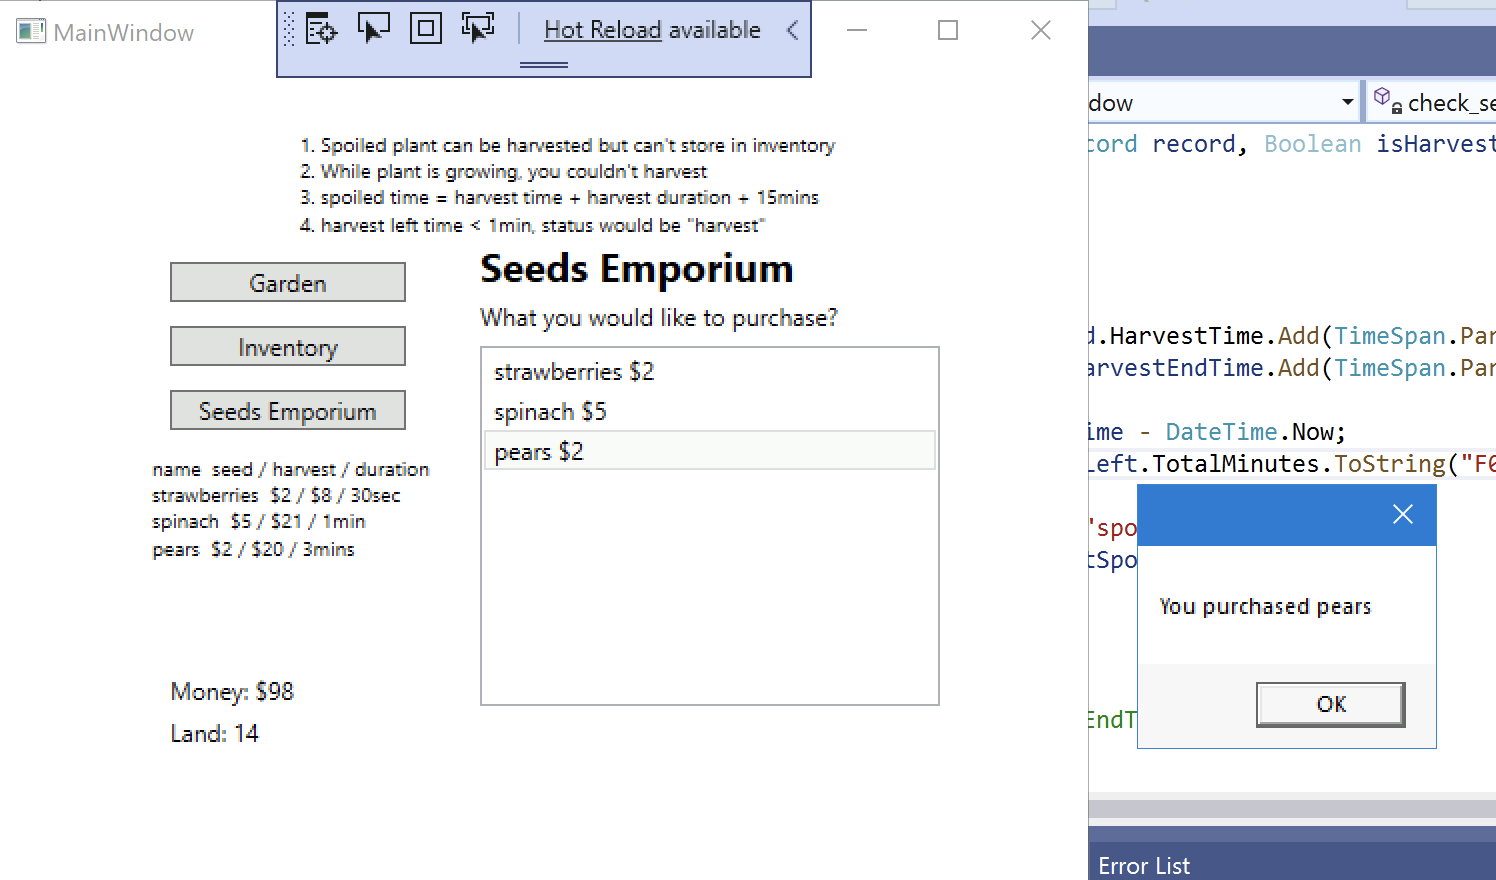 MainWindow
Hot Reload available
1. Spoiled plant can be harvested but can't store in inventory
2. While plant is growing, you couldn't harvest
3. spoiled time = harvest time + harvest duration + 15mins
4. harvest left time < 1min, status would be "harvest"
Garden
Inventory
Seeds Emporium
name  seed / harvest / duration
strawberries  $2 / $8 / 30sec
spinach  $5 / $21 / 1min
pears  $2 / $20 / 3mins
Money: $98
Land: 14
Seeds Emporium
What you would like to purchase?
strawberries $2
spinach $5
pears $2
dow
check_se
cord record, Boolean isHarvest
d.HarvestTime.Add(TimeSpan.Par
arvestEndTime.Add(TimeSpan.Par
ime - DateTime.Now;
Left.TotalMinutes.ToString("F0
'spo
tSpo
EndT
You purchased pears
OK
Error List